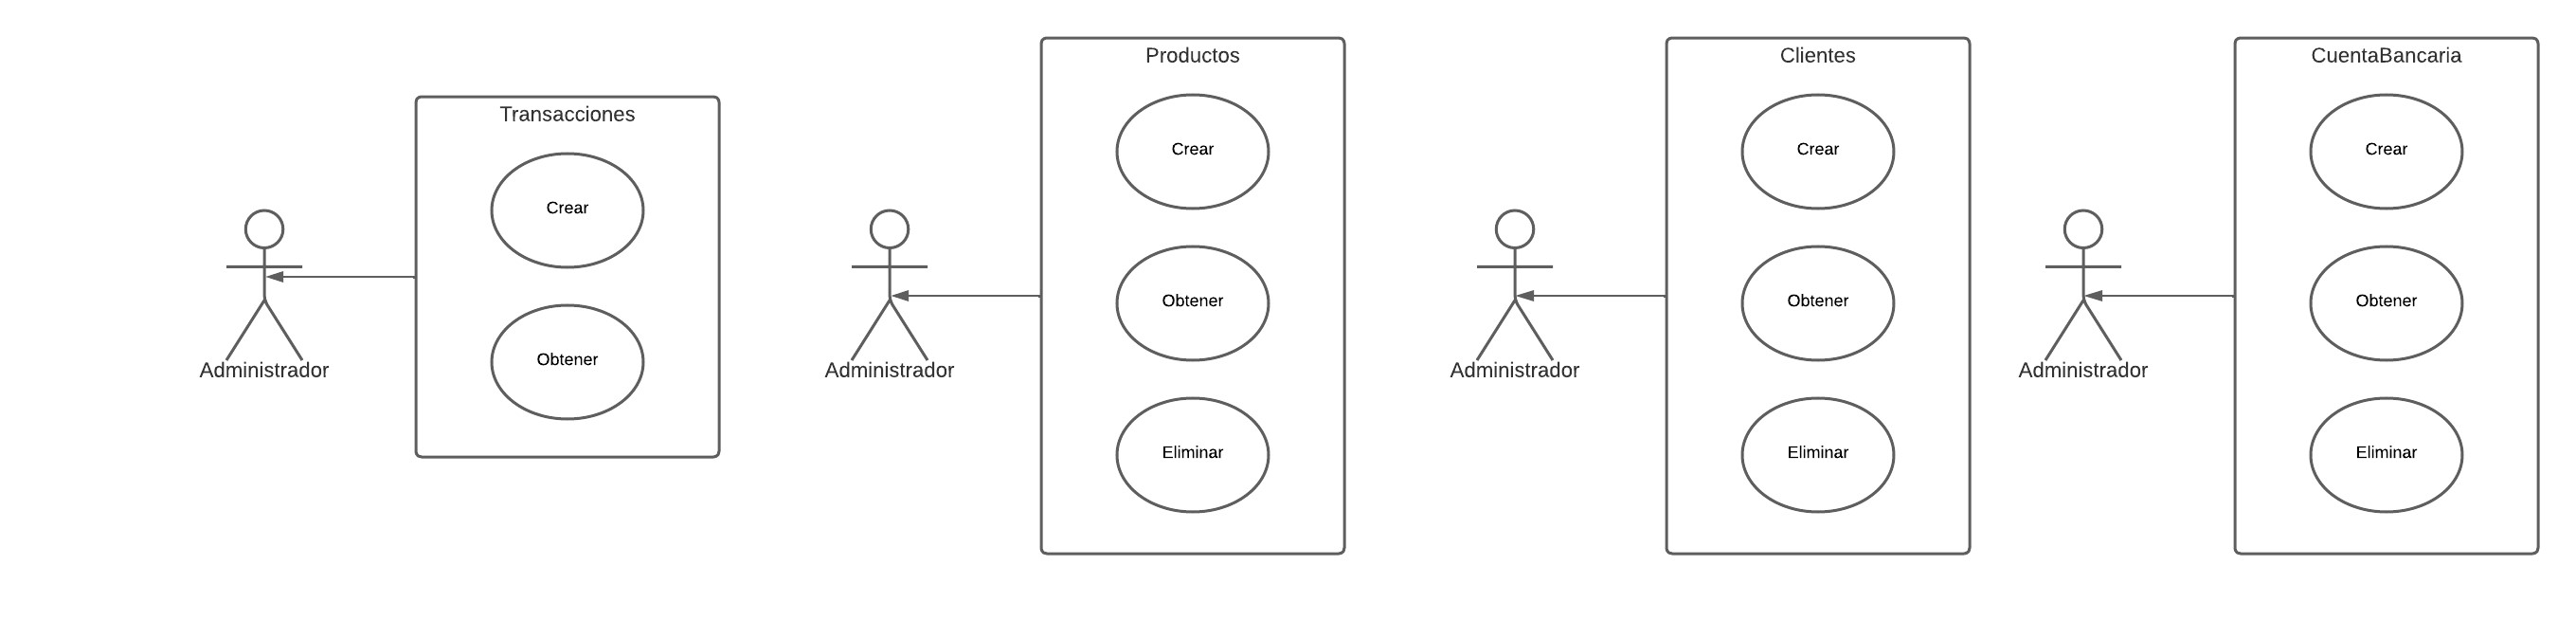 Transacciones
Crear
Obtener
Administrador
Productos
Crear
Obtener
Eliminar
Administrador
Clientes
Crear
Obtener
Eliminar
Administrador
CuentaBancaria
Crear
Obtener
Eliminar
Administrador